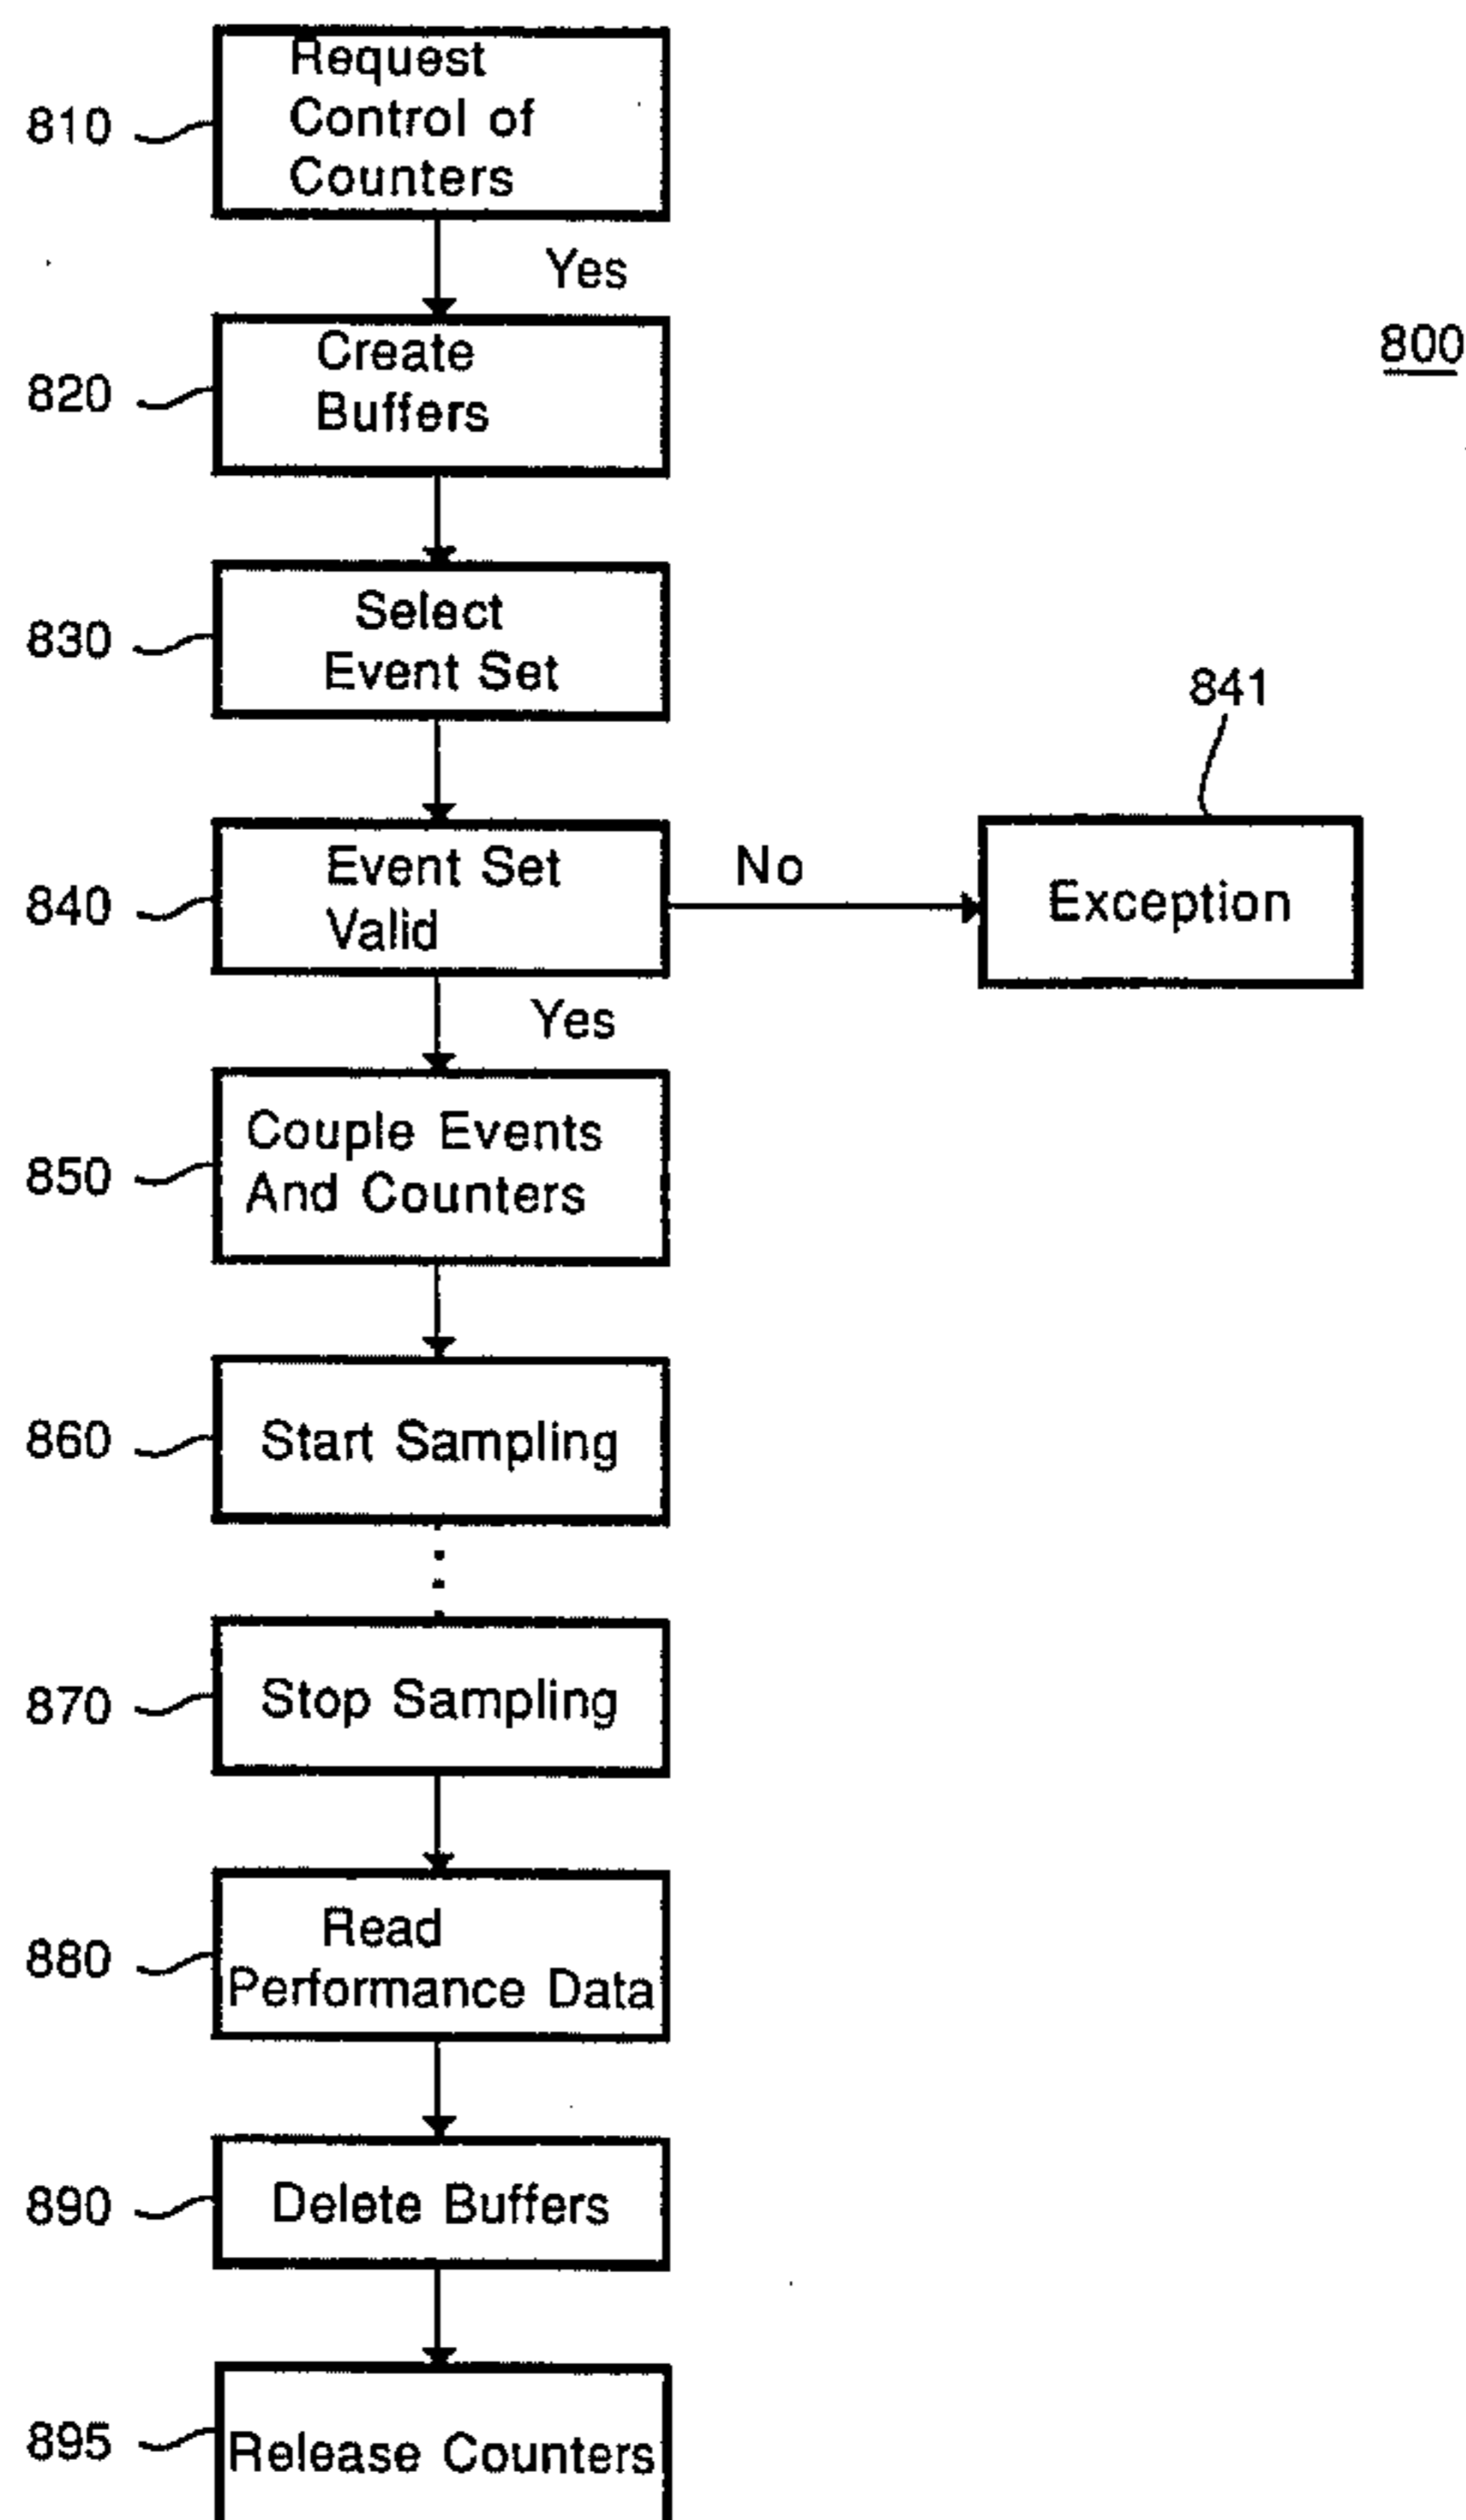 810
Request
Control of
Counters
Yes
820
Create
Buffers
800
830
Select
Event Set
841
840
Event Set
Valid
No
Exception
Yes
850
Couple Events
And Counters
860
Start Sampling
870
Stop Sampling
880
Read
Performance Data
890
Delete Buffers
895
Release Counters